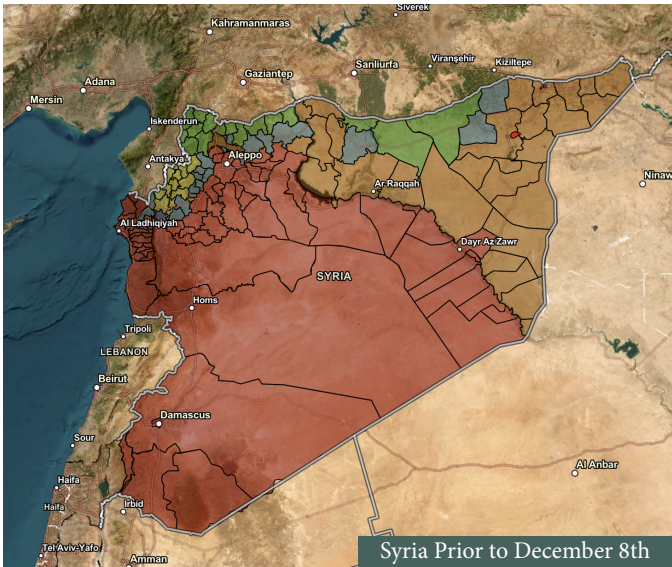 Siverek
Kahramanmaras
Viranşehir
Kiziltepe
Sanliurfa
Gaziantep
Adana
Mersin
Iskenderun
Antakya
Aleppo
Ninaw
Ar Raqqah
Al Ladhiqiyah
Dayr Az Zawr
SYRIA
Homs
Tripoli
LEBANON
Beirut
Damascus
Sour
Al Anbar
Haifa
Haifa
Irbid
Tel Aviv-Yafo
Amman
Syria Prior to December 8th